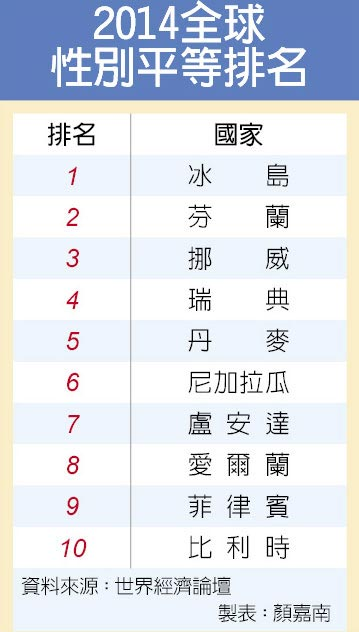 2014全球
性別平等排名
排名 國家
1 冰島
2 芬蘭
3 挪威
4 瑞典
5 丹麥
6 尼加拉瓜
7 盧安達
8 愛爾蘭
9 菲律賓
10 比利時
資料來源：世界經濟論壇
製表：顏嘉南